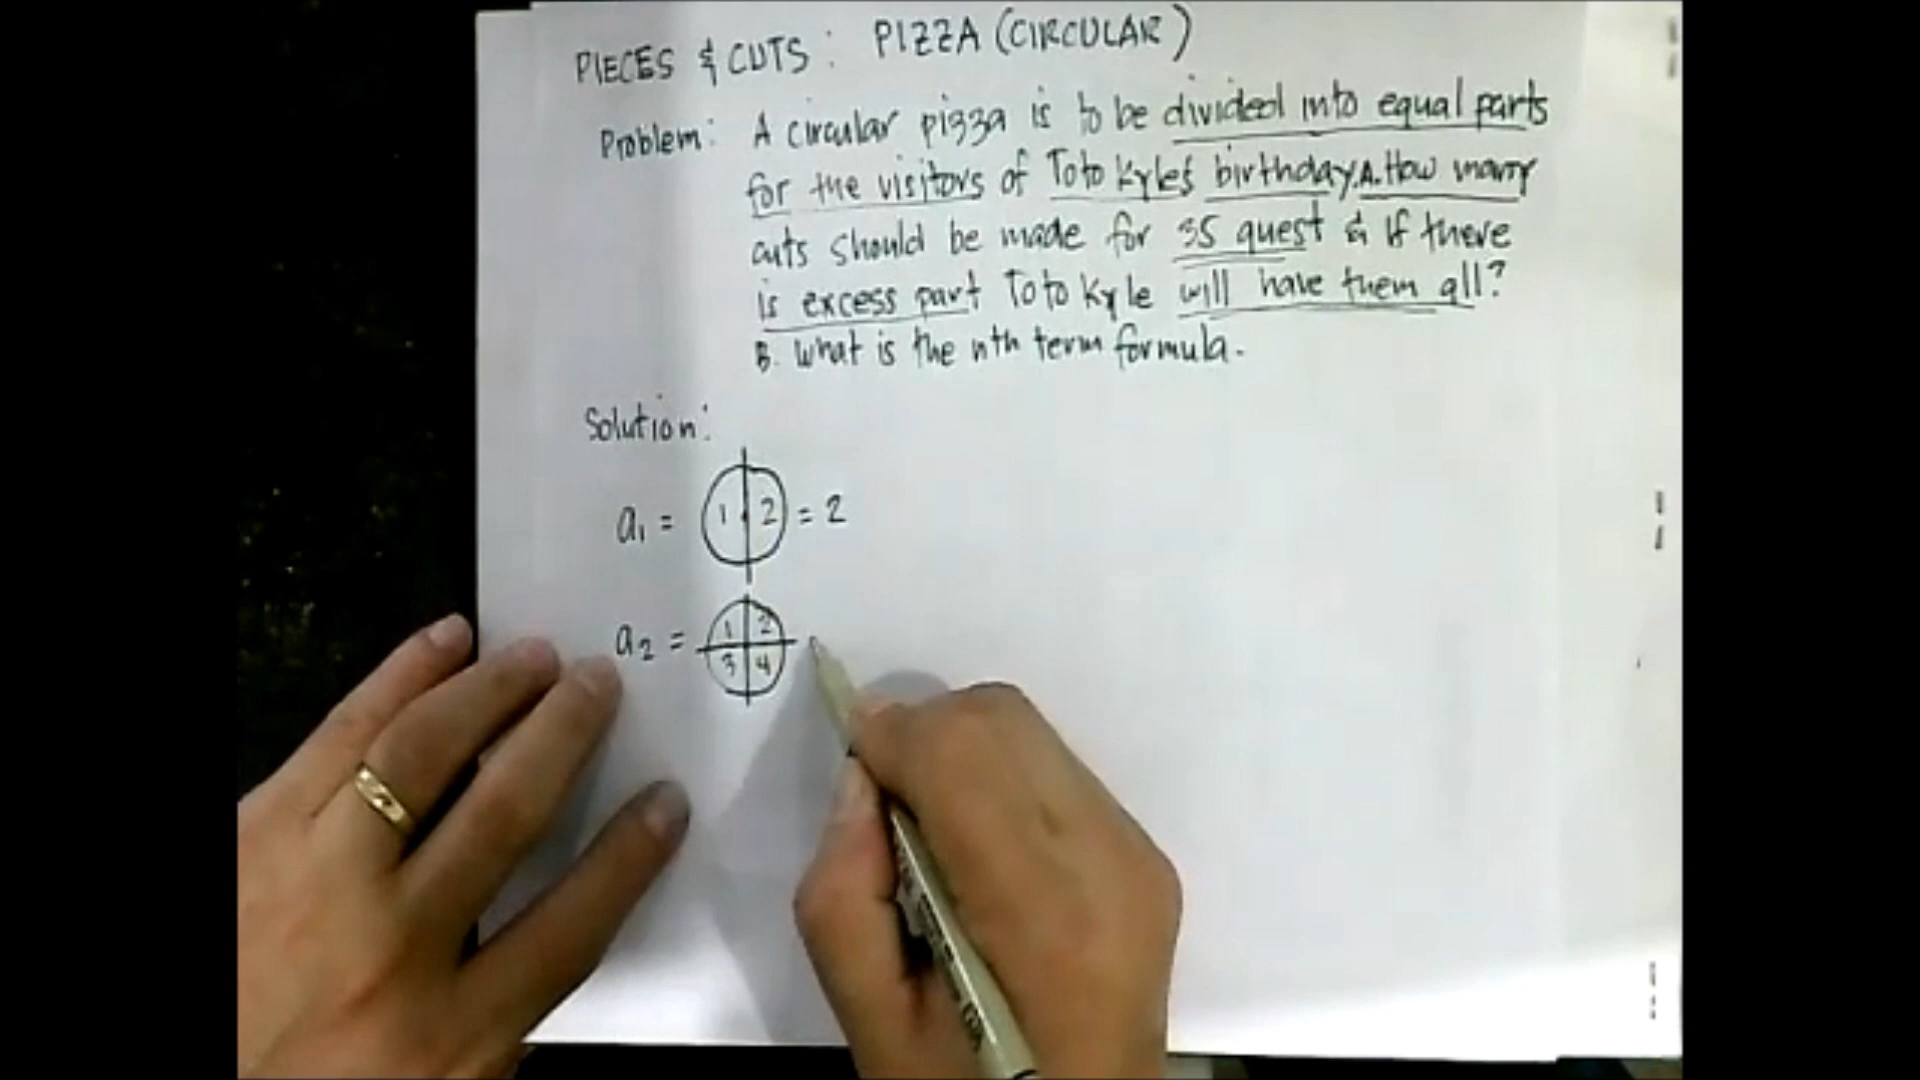 PIECES & CUTS : PIZZA (CIRCULAR)
Problem: A circular pizza is to be divided into equal parts
for the visitors of Toto Kyle's birthday. A. How many
cuts should be made for 35 guest & if there
is excess part Toto Kyle will have them all?
B. What is the nth term formula.
Solution:
a1 = 1 2 = 2
a2 = 1 2
3 4